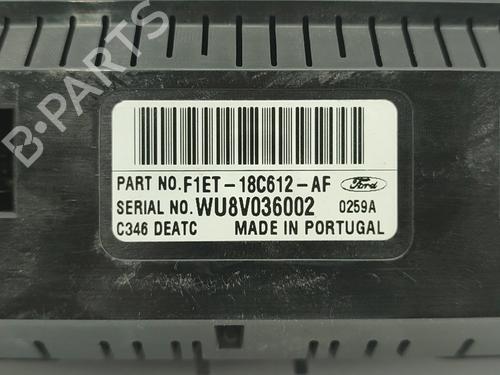 B-PARTS
PART NO.F1ET-18C612-AF Ford
SERIAL NO.WU8V036002 0259A
C346 DEATC MADE IN PORTUGAL